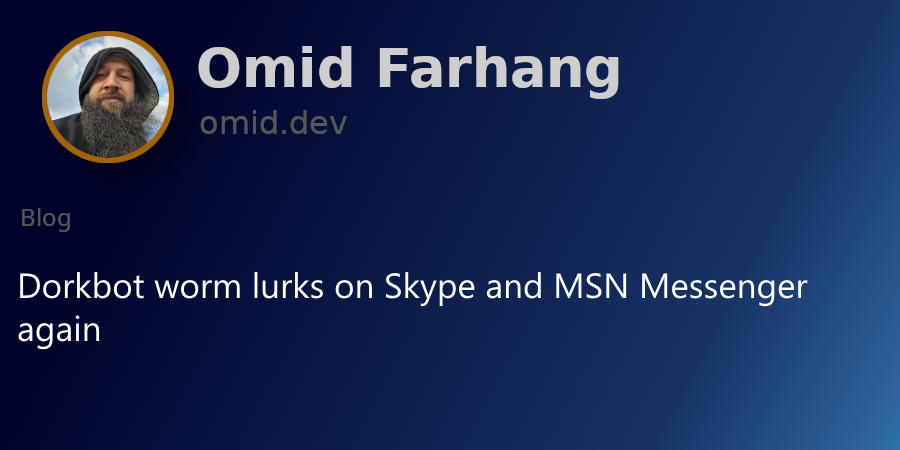 Omid Farhang
omid.dev
Blog
Dorkbot worm lurks on Skype and MSN Messenger
again